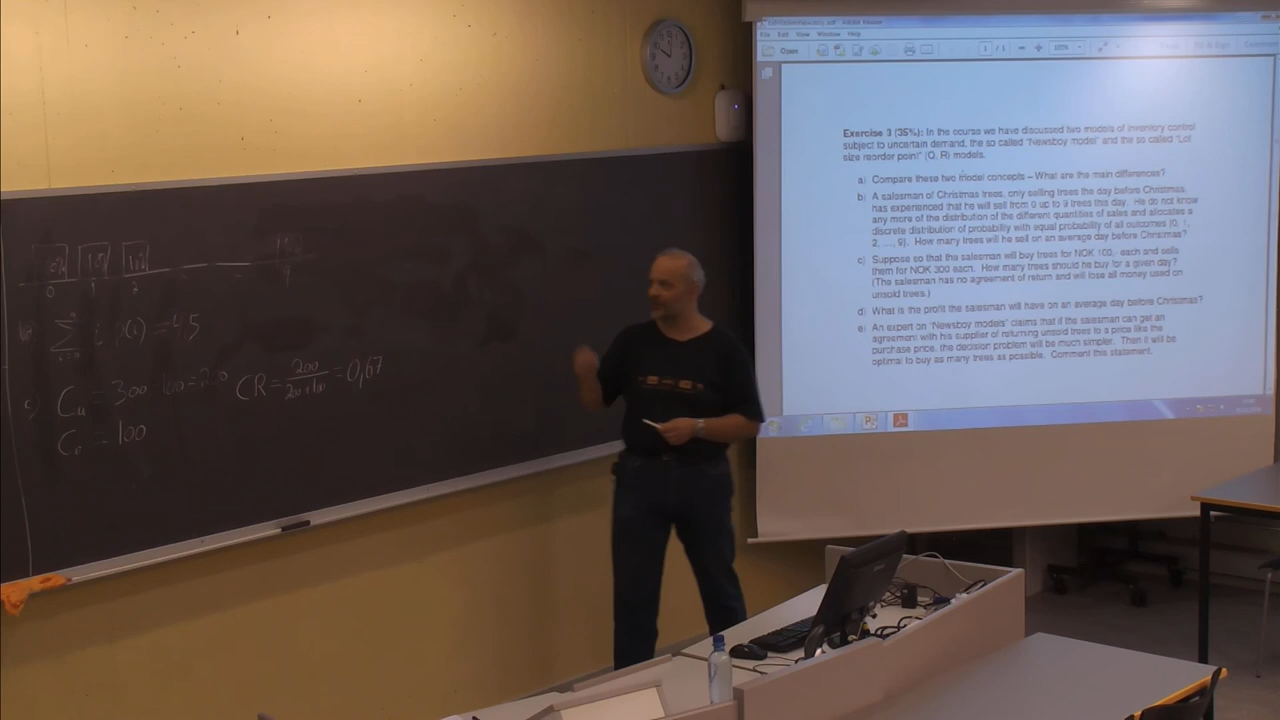 0 1 2 9
b) ∑ i p(i) = 4,5
c) Cu = 300 - 100 = 200 CR = 200 / 200+100 = 0,67
Co = 100
File Edit View Window Help
Open
Exercise 3 (35%): In the course we have discussed two models of inventory control
subject to uncertain demand, the so called "Newsboy model" and the so called "Lot
size reorder point" (Q, R) models.
a) Compare these two model concepts – What are the main differences?
b) A salesman of Christmas trees, only selling trees the day before Christmas,
has experienced that he will sell from 0 up to 9 trees this day. He do not know
any more of the distribution of the different quantities of sales and allocates a
discrete distribution of probability with equal probability of all outcomes {0, 1,
2, ..., 9}. How many trees will he sell on an average day before Christmas?
c) Suppose so that the salesman will buy trees for NOK 100,- each and sells
them for NOK 300 each. How many trees should he buy for a given day?
(The salesman has no agreement of return and will lose all money used on
unsold trees.)
d) What is the profit the salesman will have on an average day before Christmas?
e) An expert on "Newsboy models" claims that if the salesman can get an
agreement with his supplier of returning unsold trees to a price like the
purchase price, the decision problem will be much simpler. Then it will be
optimal to buy as many trees as possible. Comment this statement.